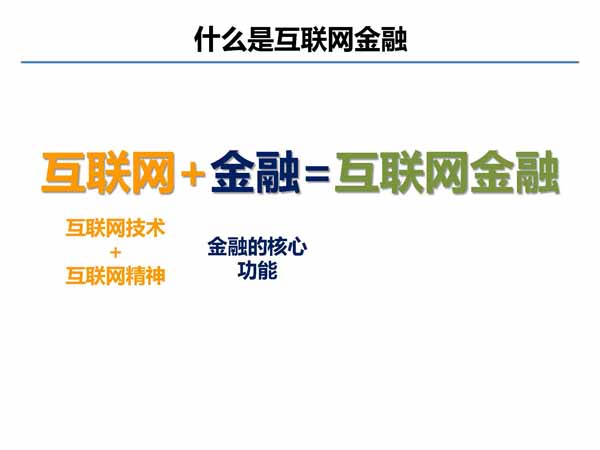 什么是互联网金融
互联网+金融=互联网金融
互联网技术
+
互联网精神
金融的核心
功能